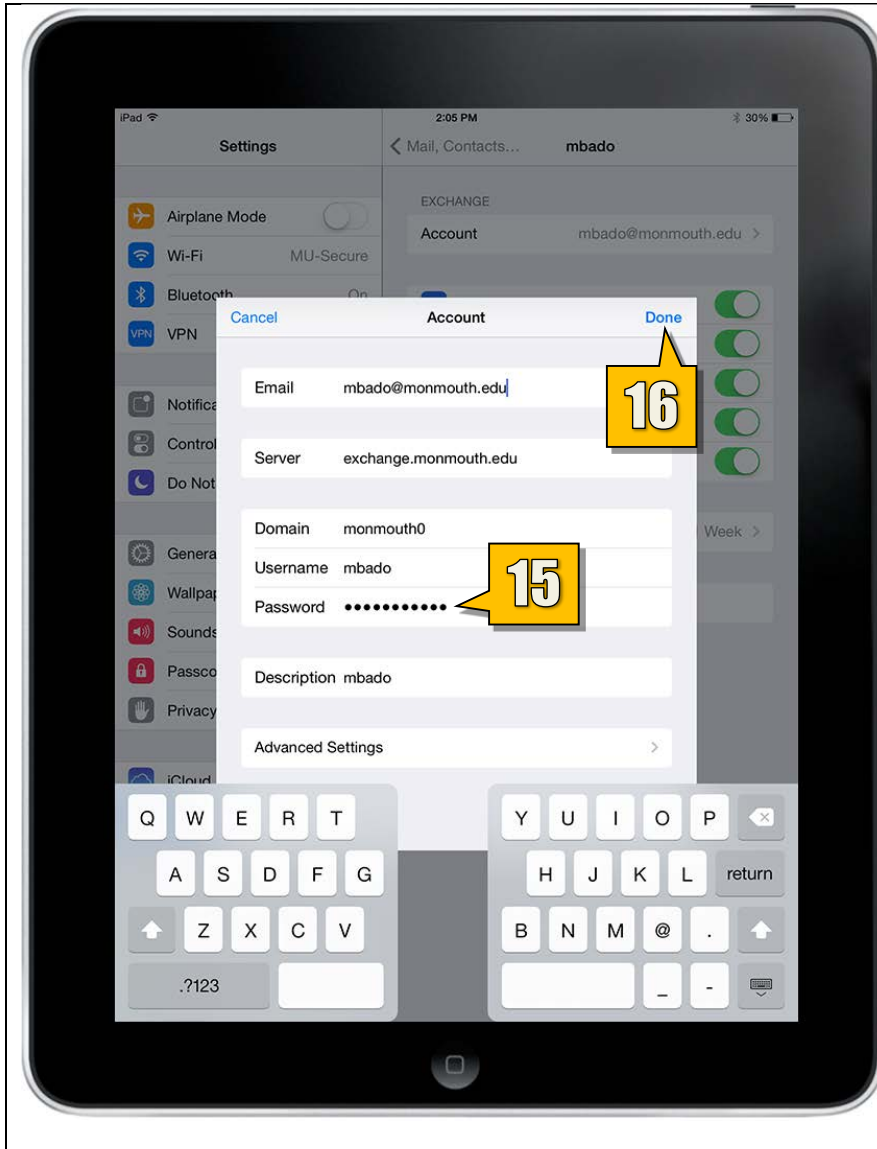 iPad 2:05 PM 30%
Settings
Mail, Contacts... mbado
EXCHANGE
Airplane Mode
Account mbado@monmouth.edu
Wi-Fi MU-Secure
Bluetooth On
VPN VPN
Cancel Account Done
16
Email mbado@monmouth.edu
Notifica
Control
Server exchange.monmouth.edu
Do Not
Domain monmouth0
Week
Genera
Username mbado
15
Wallpap
Password •••••••••••
Sounds
Passco
Description mbado
Privacy
Advanced Settings
iCloud
Q W E R T Y U I O P
A S D F G H J K L return
Z X C V B N M @ .
.?123 _ -